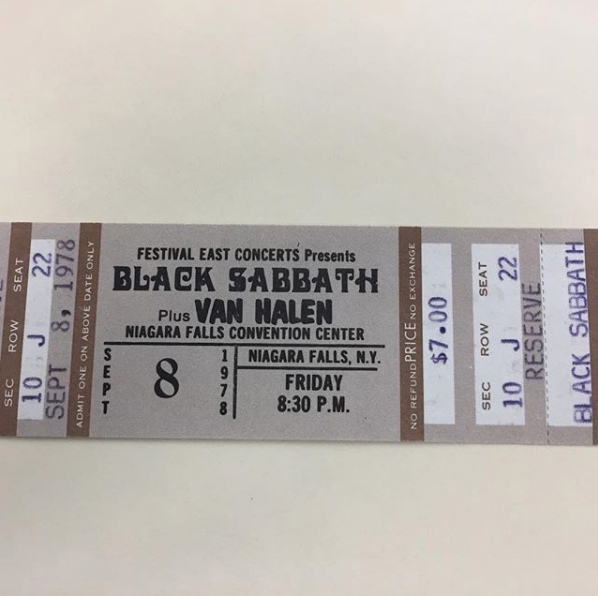 SEC ROW SEAT
10 J 22
SEPT 8, 1978
ADMIT ONE ON ABOVE DATE ONLY
FESTIVAL EAST CONCERTS Presents
BLACK SABBATH
Plus VAN HALEN
NIAGARA FALLS CONVENTION CENTER
SEPT 8 1978
NIAGARA FALLS, N.Y.
FRIDAY
8:30 P.M.
NO REFUND PRICE NO EXCHANGE
$7.00
SEC ROW SEAT
10 J 22
RESERVE
BLACK SABBATH